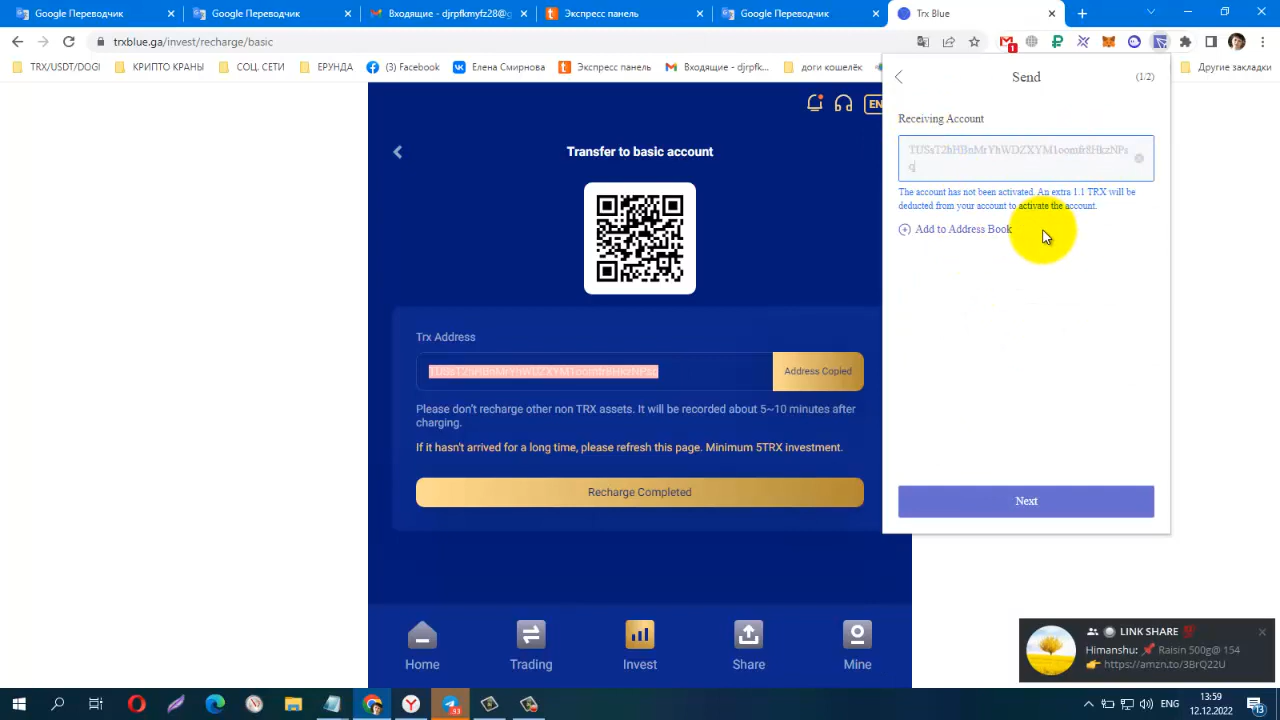 Google Переводчик
Google Переводчик
Входящие - djrpfkmyfz28@g
Экспресс панель
Google Переводчик
Trx Blue
trxblue.ga/invest/recharge/basic
1
TRX/USDT/DOGI
КРИПТО КРАНЫ
СОЦ. СЕТИ
ЕРУНДА
(3) Facebook
Елена Смирнова
Экспресс панель
Входящие - djrpfk...
доги кошелёк
Другие закладки
EN
Transfer to basic account
Trx Address
Address Copied
Please don't recharge other non TRX assets. It will be recorded about 5~10 minutes after
charging.
If it hasn't arrived for a long time, please refresh this page. Minimum 5TRX investment.
Recharge Completed
Home
Trading
Invest
Share
Mine
Send
(1/2)
Receiving Account
The account has not been activated. An extra 1.1 TRX will be
deducted from your account to activate the account.
Add to Address Book
Next
LINK SHARE
Himanshu: 📌 Raisin 500g@ 154
👉 https://amzn.to/3BrQ22U
93
ENG
13:59
12.12.2022
13